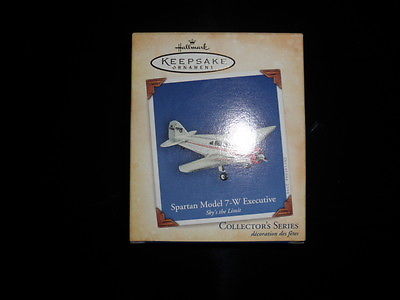 Hallmark
KEEPSAKE
ORNAMENT
Spartan Model 7-W Executive
Sky's the Limit
COLLECTOR'S SERIES
décoration des fêtes